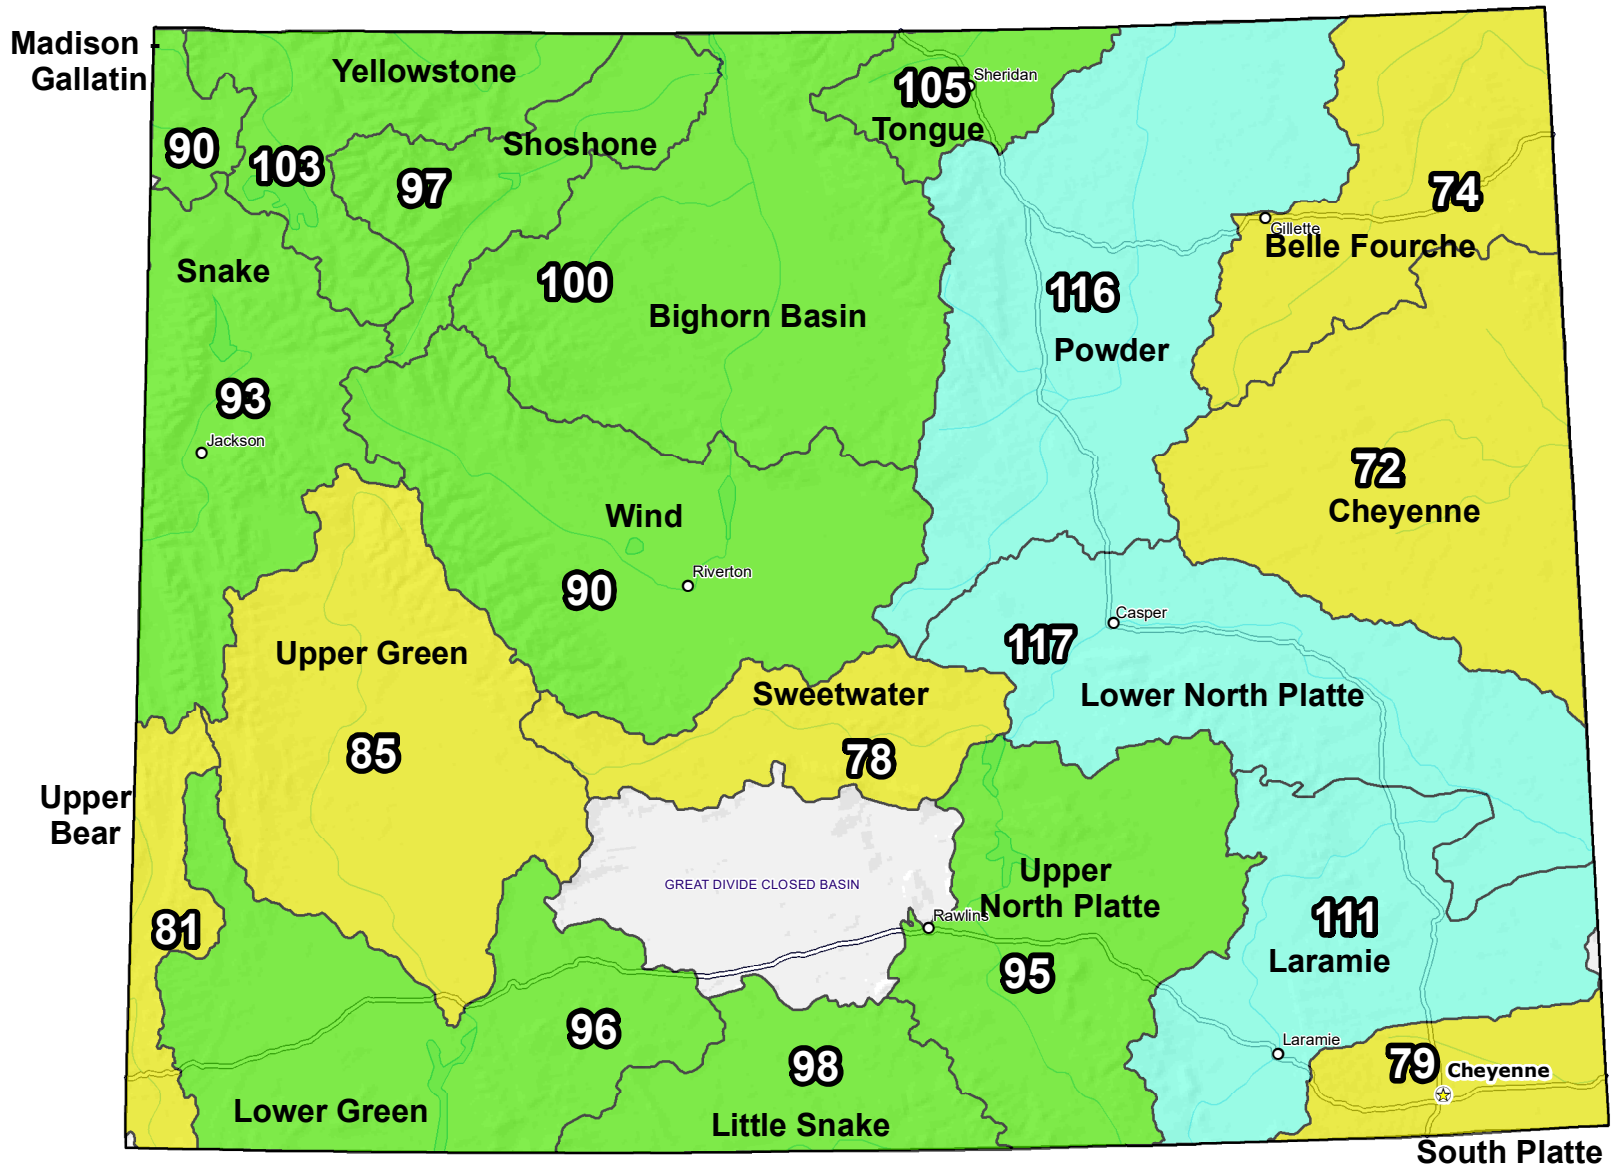 Madison -
Gallatin
90
Yellowstone
103
Shoshone
97
105
Sheridan
Tongue
74
Gillette
Belle Fourche
Snake
100
Bighorn Basin
116
Powder
93
Jackson
72
Cheyenne
Wind
90
Riverton
Casper
117
Lower North Platte
Upper Green
85
Sweetwater
78
Upper
Bear
81
GREAT DIVIDE CLOSED BASIN
Upper
North Platte
Rawlins
95
111
Laramie
96
98
Laramie
79
Cheyenne
Lower Green
Little Snake
South Platte